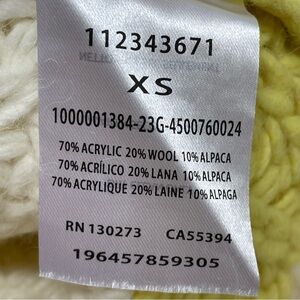 112343671
XS
1000001384-23G-4500760024
70% ACRYLIC 20% WOOL 10% ALPACA
70% ACRÍLICO 20% LANA 10% ALPACA
70% ACRYLIQUE 20% LAINE 10% ALPAGA
RN 130273 CA55394
196457859305